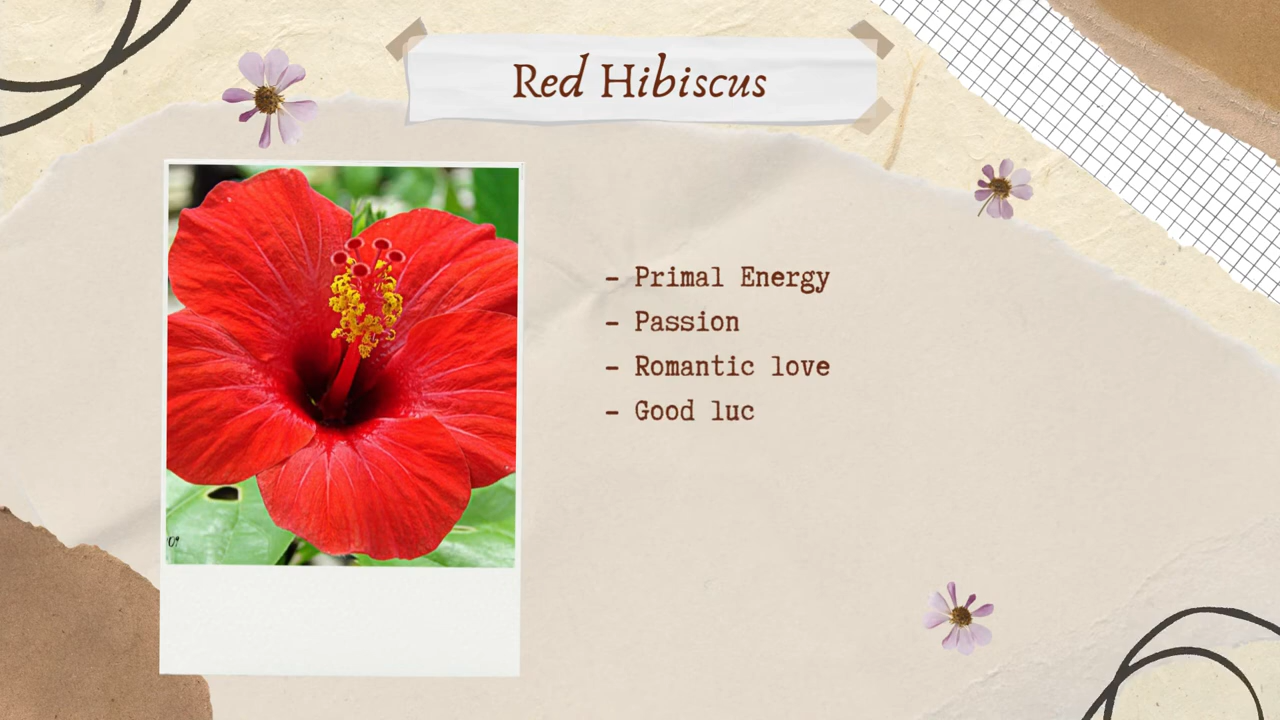 Red Hibiscus
- Primal Energy
- Passion
- Romantic love
- Good luc